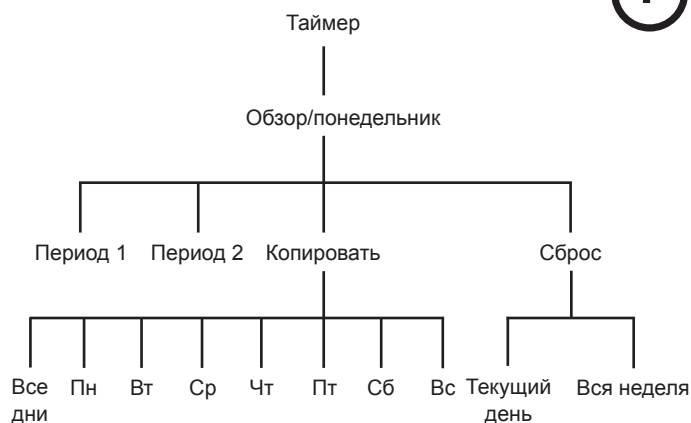 Таймер
Обзор/понедельник
Период 1 Период 2 Копировать Сброс
Все дни Пн Вт Ср Чт Пт Сб Вс Текущий день Вся неделя